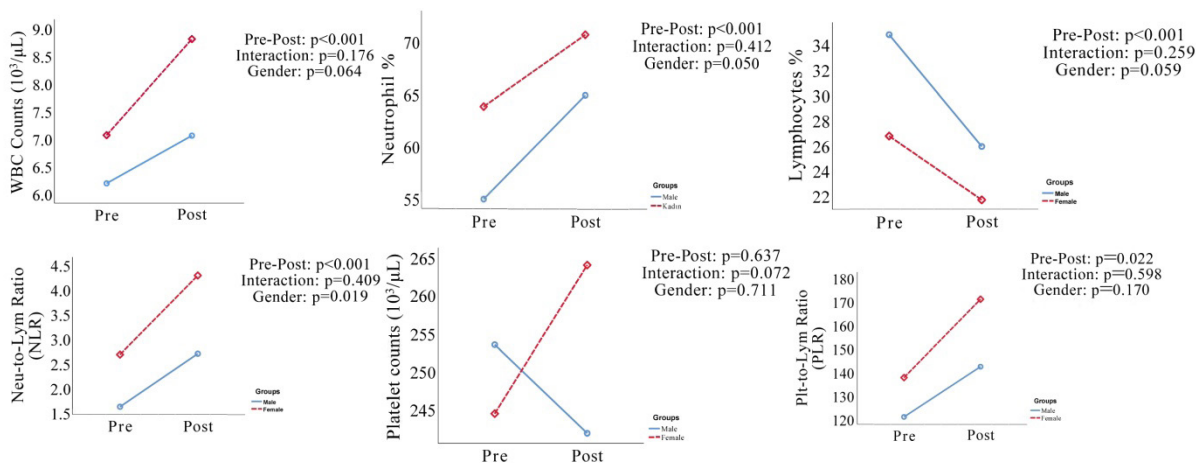 WBC Counts (10³/µL)
9.0
8.5
8.0
7.5
7.0
6.5
6.0
Pre
Post
Pre-Post: p<0.001
Interaction: p=0.176
Gender: p=0.064
Neutrophil %
70
65
60
55
Pre
Post
Pre-Post: p<0.001
Interaction: p=0.412
Gender: p=0.050
Groups
Male
Kadın
Lymphocytes %
34
32
30
28
26
24
22
Pre
Post
Pre-Post: p<0.001
Interaction: p=0.259
Gender: p=0.059
Groups
Male
Female
Neu-to-Lym Ratio
(NLR)
4.5
4.0
3.5
3.0
2.5
2.0
1.5
Pre
Post
Pre-Post: p<0.001
Interaction: p=0.409
Gender: p=0.019
Groups
Male
Female
Platelet counts (10³/µL)
265
260
255
250
245
Pre
Post
Pre-Post: p=0.637
Interaction: p=0.072
Gender: p=0.711
Groups
Male
Female
Pit-to-Lym Ratio
(PLR)
180
170
160
150
140
130
120
Pre
Post
Pre-Post: p=0.022
Interaction: p=0.598
Gender: p=0.170
Groups
Male
Female